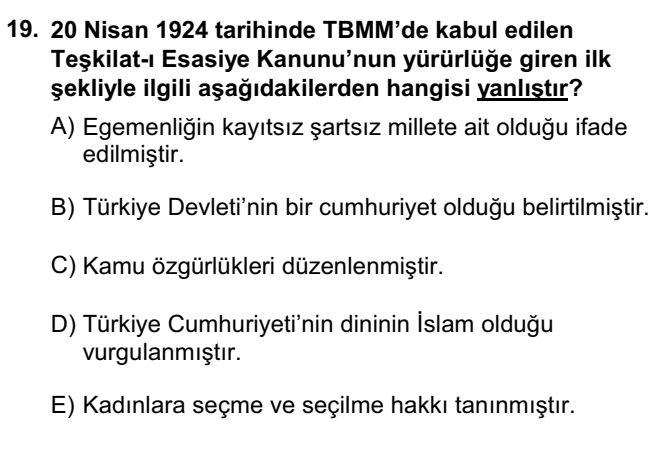 19. 20 Nisan 1924 tarihinde TBMM’de kabul edilen
Teşkilat-ı Esasiye Kanunu’nun yürürlüğe giren ilk
şekliyle ilgili aşağıdakilerden hangisi yanlıştır?
A) Egemenliğin kayıtsız şartsız millete ait olduğu ifade
edilmiştir.
B) Türkiye Devleti’nin bir cumhuriyet olduğu belirtilmiştir.
C) Kamu özgürlükleri düzenlenmiştir.
D) Türkiye Cumhuriyeti’nin dininin İslam olduğu
vurgulanmıştır.
E) Kadınlara seçme ve seçilme hakkı tanınmıştır.